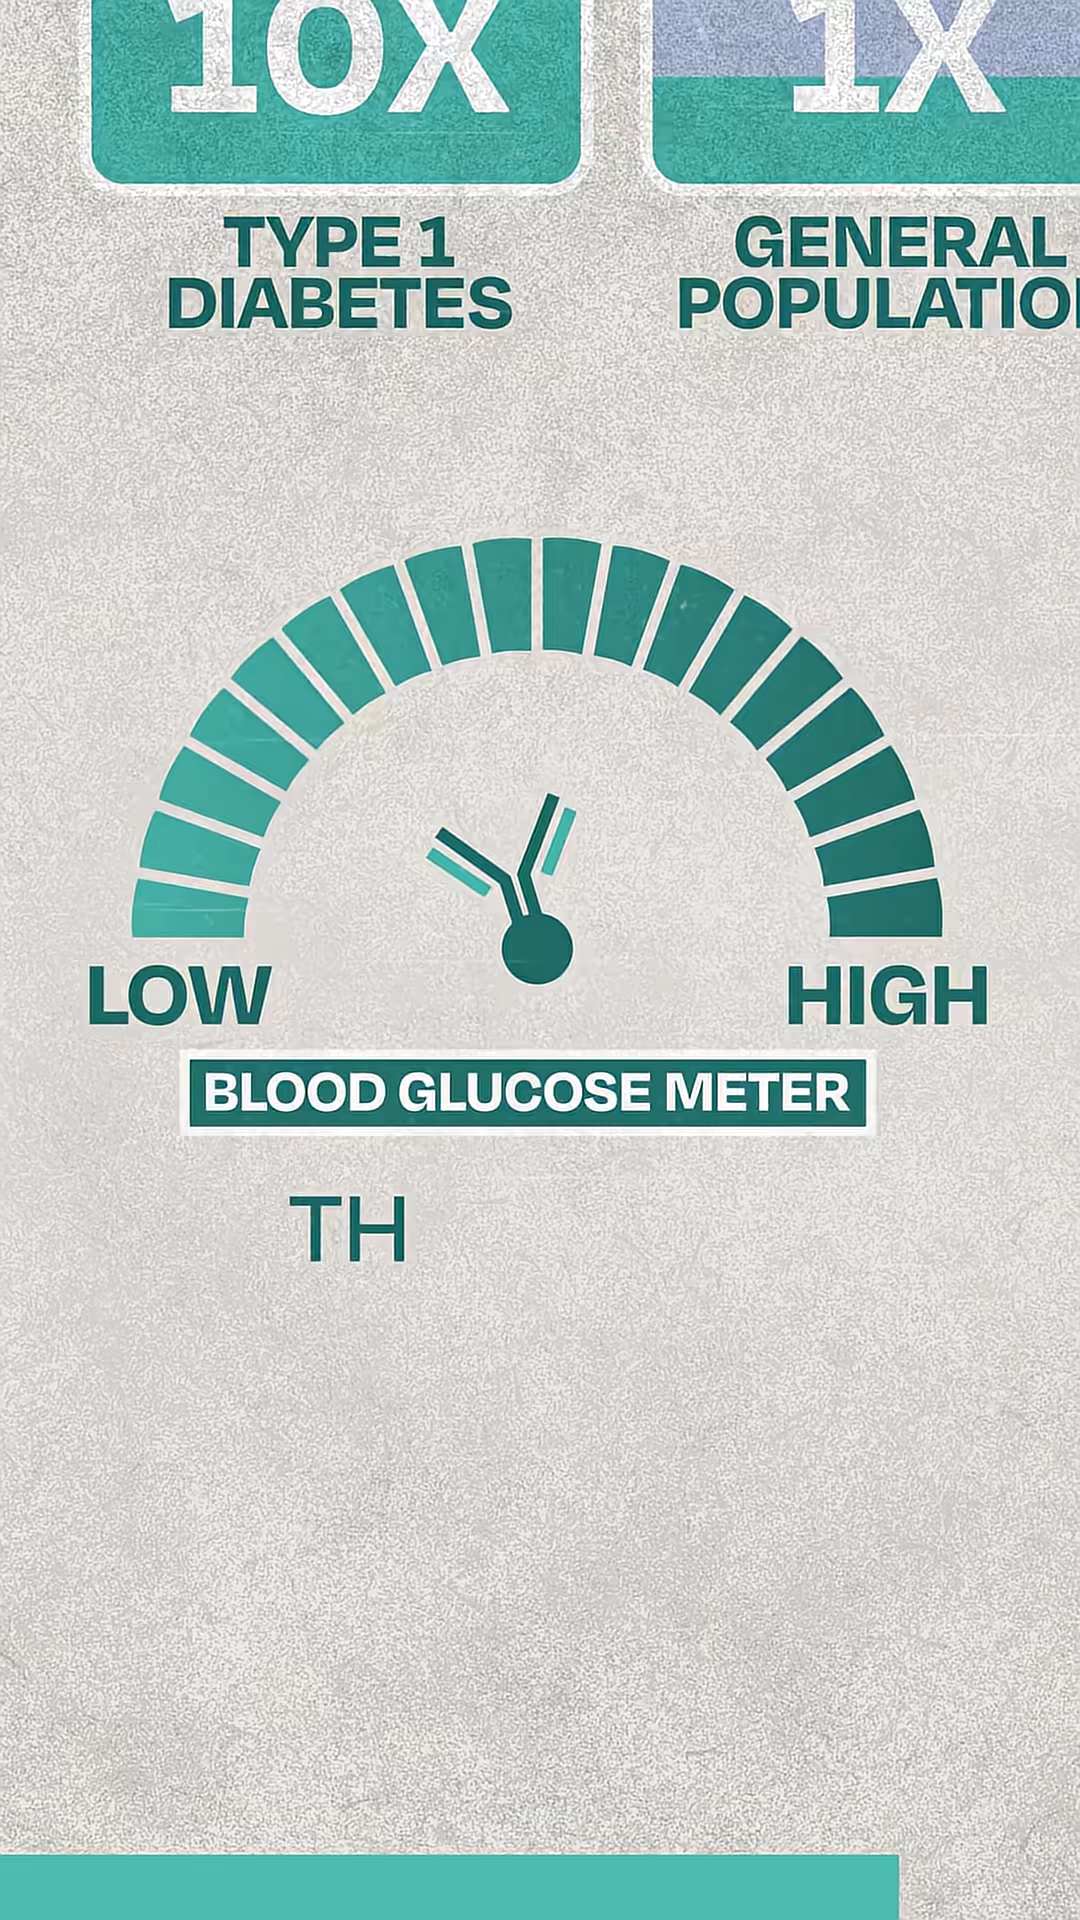 10X
1X
TYPE 1
DIABETES
GENERAL
POPULATIO
LOW
HIGH
BLOOD GLUCOSE METER
TH